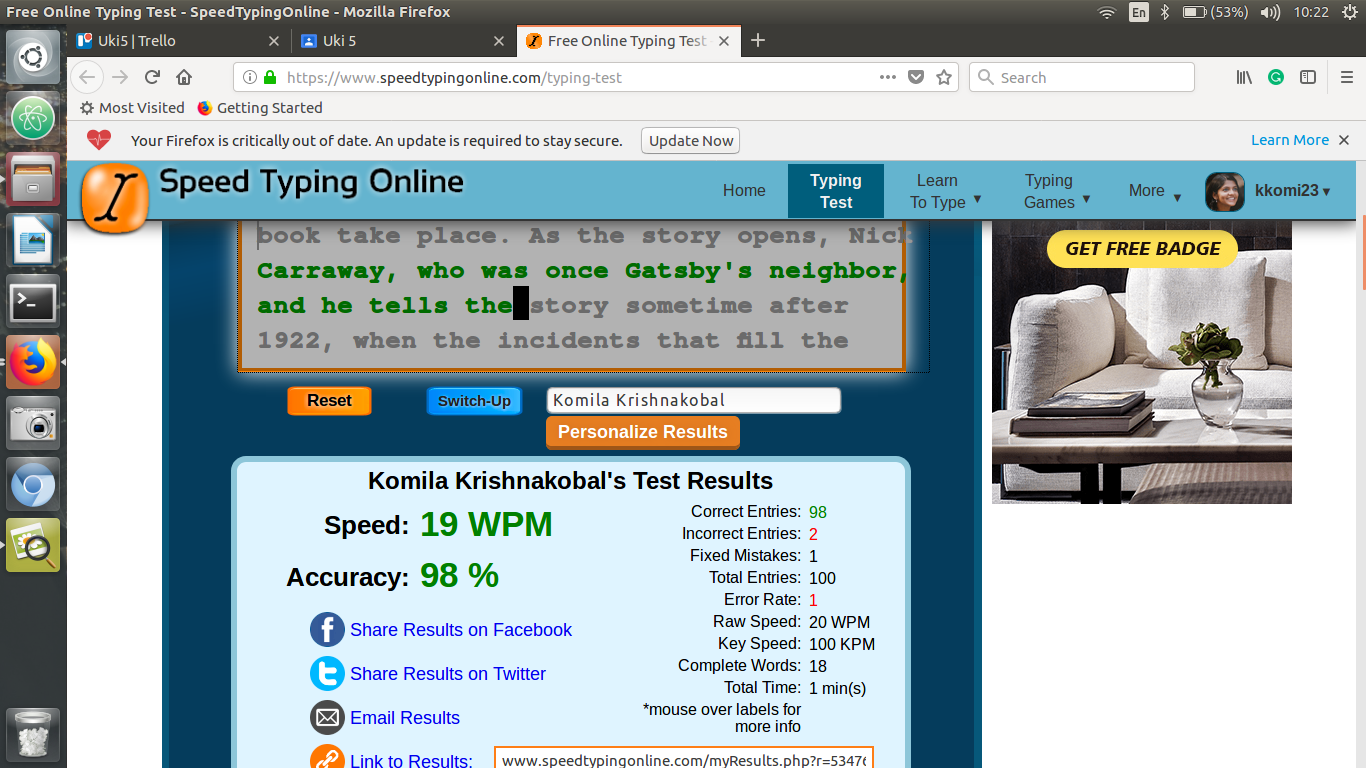 Free Online Typing Test - SpeedTypingOnline - Mozilla Firefox
En
(53%)
10:22
Uki5 | Trello
Uki 5
Free Online Typing Test
https://www.speedtypingonline.com/typing-test
Search
Most Visited
Getting Started
Your Firefox is critically out of date. An update is required to stay secure.
Update Now
Learn More
Speed Typing Online
Home
Typing Test
Learn To Type
Typing Games
More
kkomi23
book take place. As the story opens, Nick
Carraway, who was once Gatsby's neighbor,
and he tells the story sometime after
1922, when the incidents that fill the
GET FREE BADGE
Reset
Switch-Up
Komila Krishnakobal
Personalize Results
Komila Krishnakobal's Test Results
Speed: 19 WPM
Accuracy: 98 %
Share Results on Facebook
Share Results on Twitter
Email Results
Link to Results:
www.speedtypingonline.com/myResults.php?r=53476
Correct Entries: 98
Incorrect Entries: 2
Fixed Mistakes: 1
Total Entries: 100
Error Rate: 1
Raw Speed: 20 WPM
Key Speed: 100 KPM
Complete Words: 18
Total Time: 1 min(s)
*mouse over labels for
more info